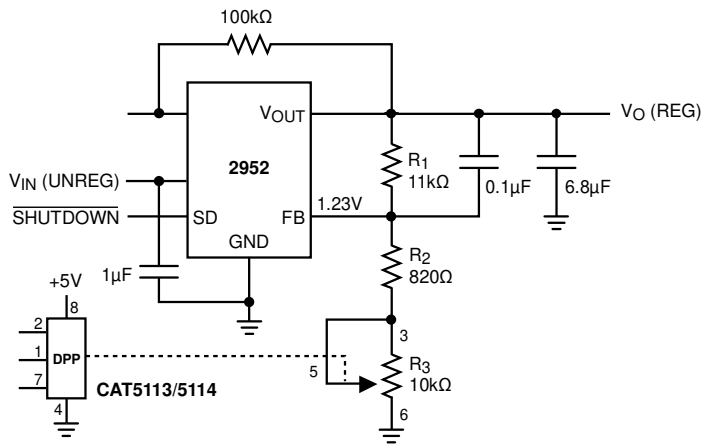 100kΩ
VOUT
VO (REG)
2952
R1
11kΩ
0.1µF
6.8µF
VIN (UNREG)
SHUTDOWN
SD
FB
1.23V
GND
1µF
R2
820Ω
+5V
8
2
1
DPP
7
4
CAT5113/5114
3
5
R3
10kΩ
6